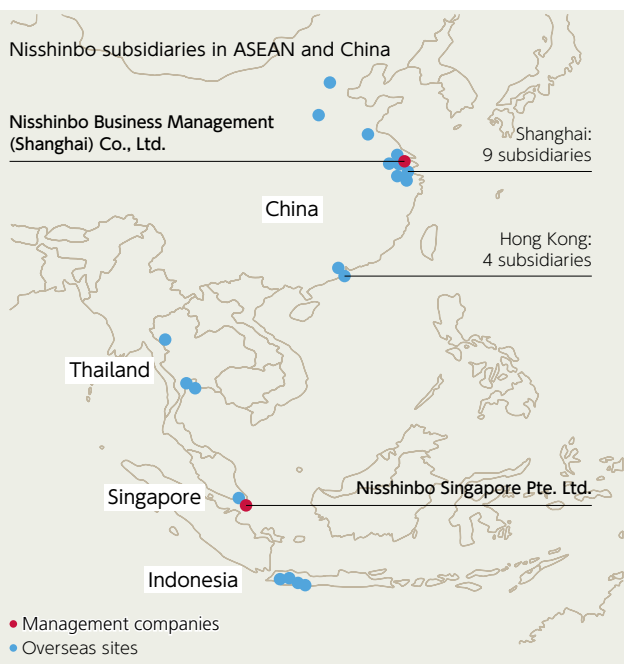 Nisshinbo subsidiaries in ASEAN and China
Nisshinbo Business Management
(Shanghai) Co., Ltd.
Shanghai:
9 subsidiaries
China
Hong Kong:
4 subsidiaries
Thailand
Nisshinbo Singapore Pte. Ltd.
Singapore
Indonesia
Management companies
Overseas sites